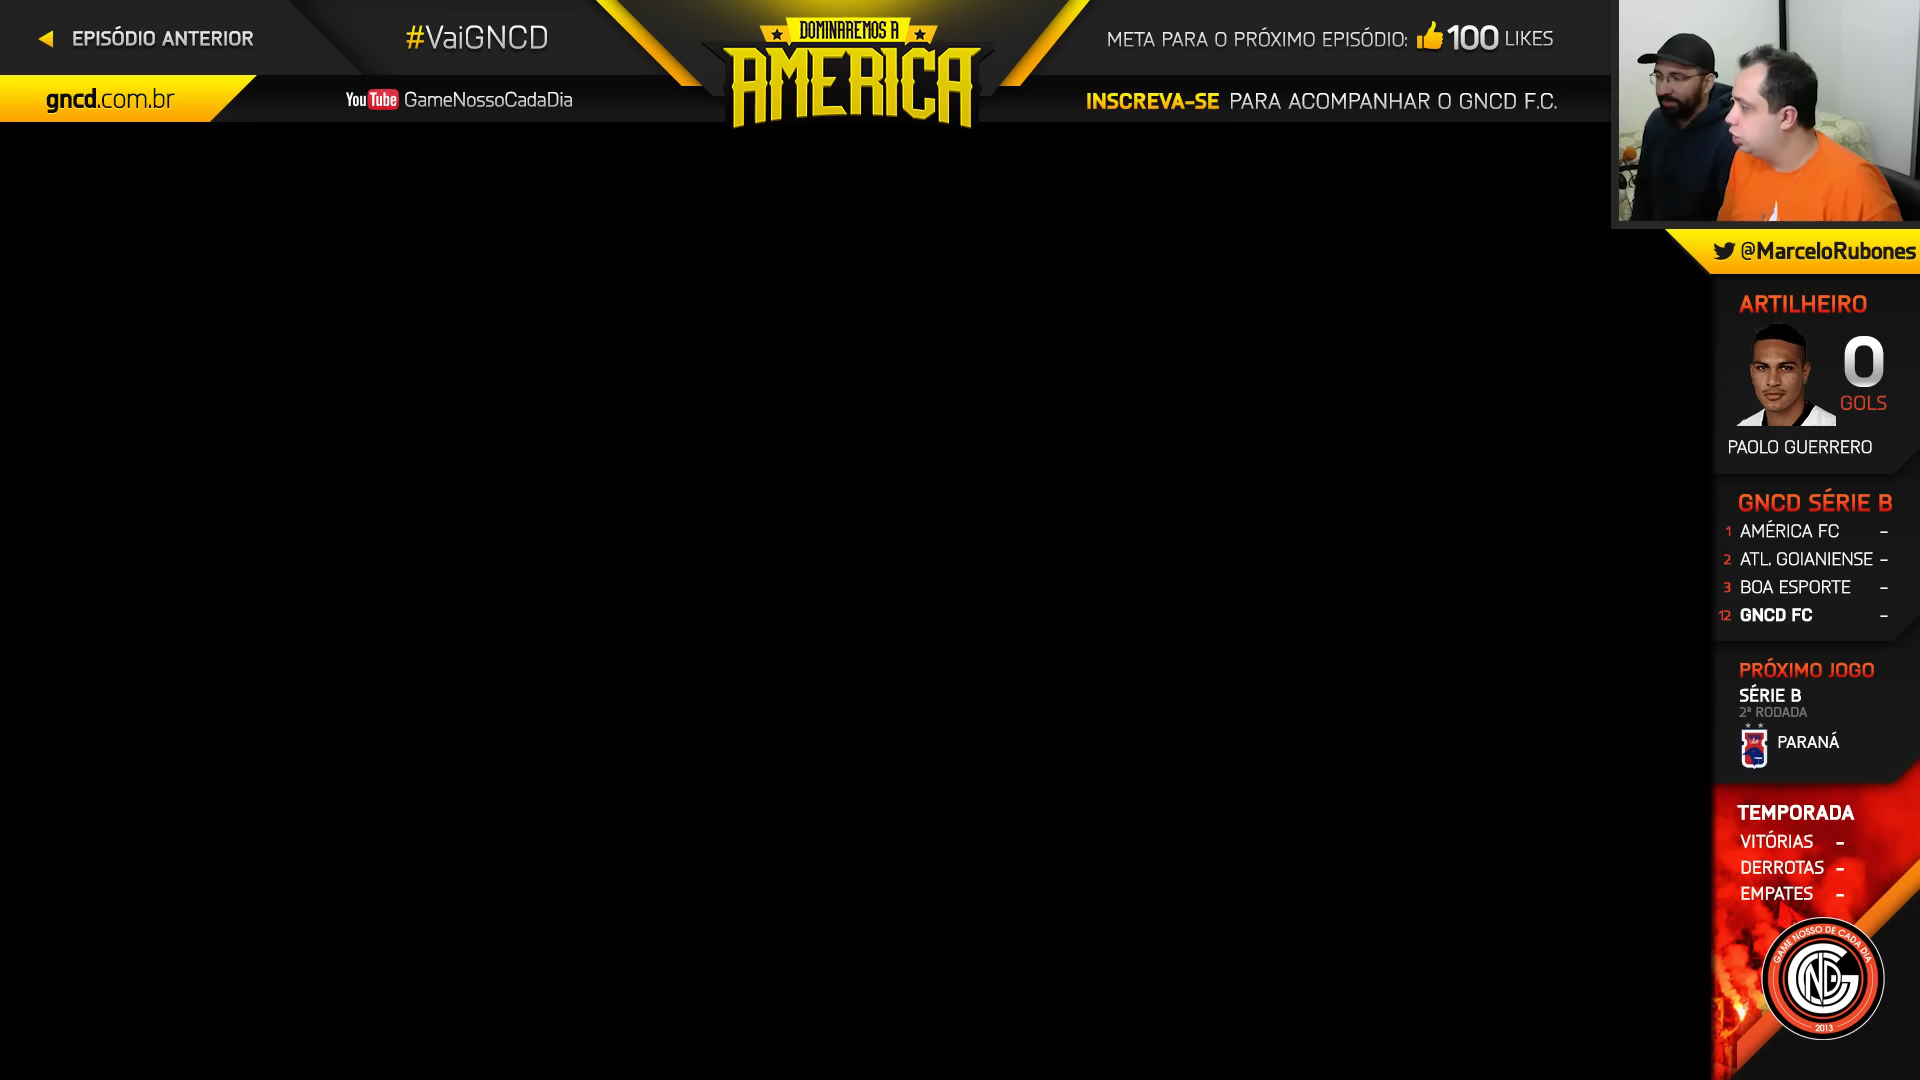 EPISÓDIO ANTERIOR
#VaiGNCD
DOMINAREMOS A
AMERICA
META PARA O PRÓXIMO EPISÓDIO: 100 LIKES
gncd.com.br
YouTube GameNossoCadaDia
INSCREVA-SE PARA ACOMPANHAR O GNCD F.C.
@MarceloRubones
ARTILHEIRO
0
GOLS
PAOLO GUERRERO
GNCD SÉRIE B
1 AMÉRICA FC -
2 ATL. GOIANIENSE -
3 BOA ESPORTE -
12 GNCD FC -
PRÓXIMO JOGO
SÉRIE B
2ª RODADA
PARANÁ
TEMPORADA
VITÓRIAS -
DERROTAS -
EMPATES -
GAME NOSSO DE CADA DIA
GNCD
2013